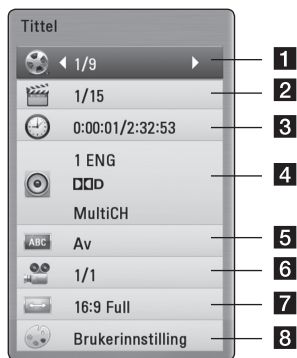 Tittel
1/9 1
1/15 2
0:00:01/2:32:53 3
1 ENG
DD D
MultiCH 4
ABC Av 5
1/1 6
16:9 Full 7
Brukerinnstilling 8